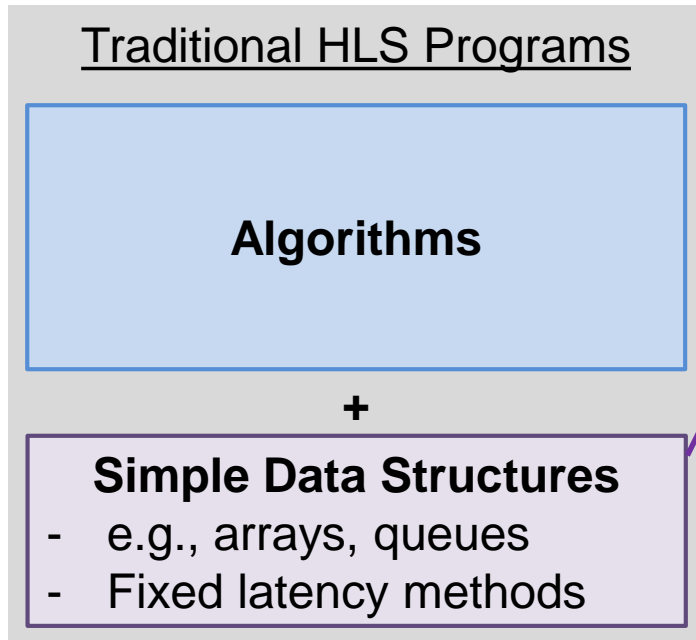 Traditional HLS Programs
Algorithms
+
Simple Data Structures
- e.g., arrays, queues
- Fixed latency methods